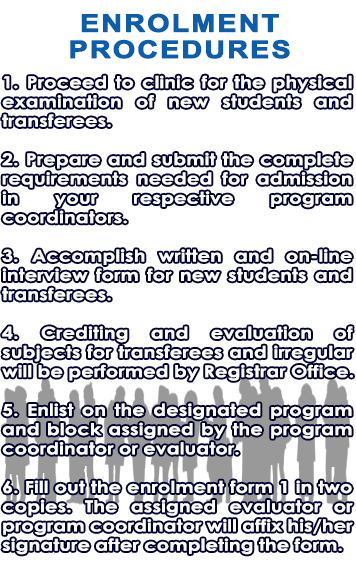 ENROLMENT
PROCEDURES
1. Proceed to clinic for the physical
examination of new students and
transferees.
2. Prepare and submit the complete
requirements needed for admission
in your respective program
coordinators.
3. Accomplish written and on-line
interview form for new students and
transferees.
4. Crediting and evaluation of
subjects for transferees and irregular
will be performed by Registrar Office.
5. Enlist on the designated program
and block assigned by the program
coordinator or evaluator.
6. Fill out the enrolment form 1 in two
copies. The assigned evaluator or
program coordinator will affix his/her
signature after completing the form.